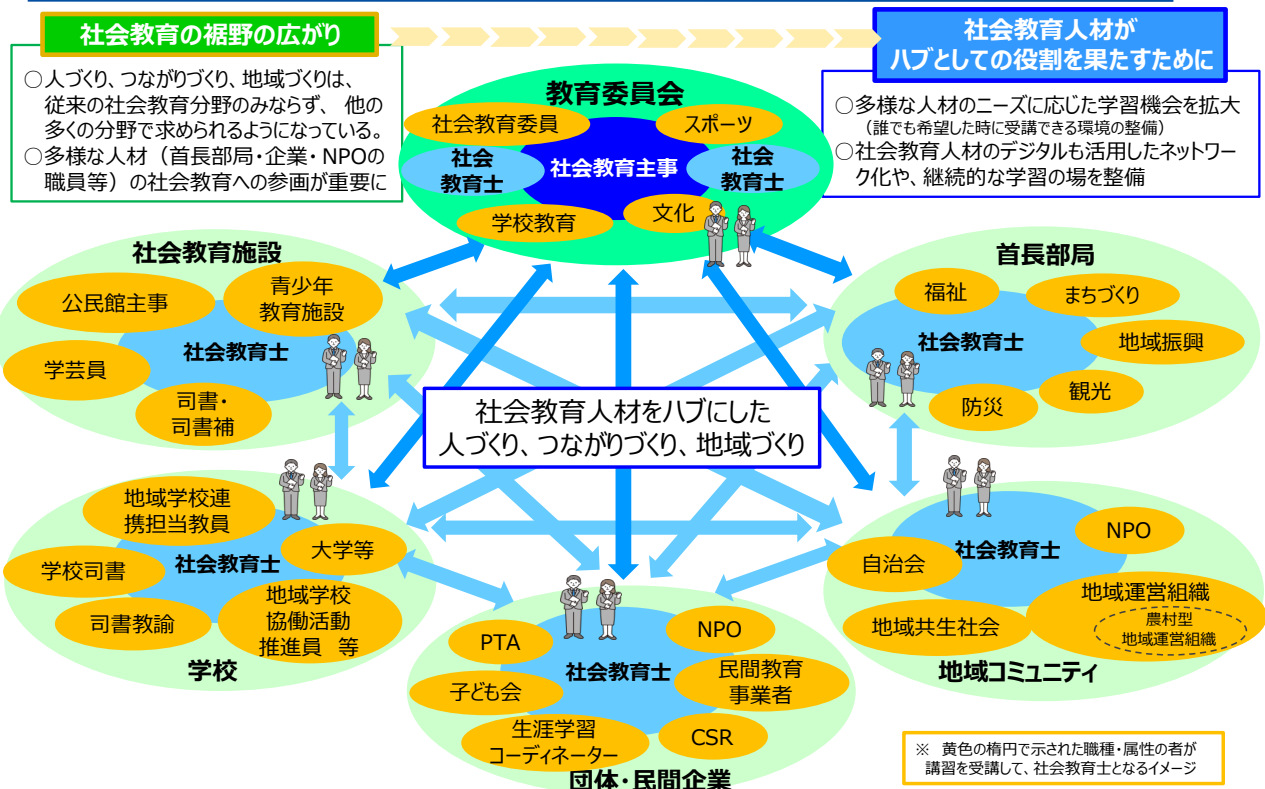 社会教育の裾野の広がり
○人づくり、つながりづくり、地域づくりは、
従来の社会教育分野のみならず、 他の
多くの分野で求められるようになっている。
○多様な人材（首長部局・企業・NPOの
職員等）の社会教育への参画が重要に
社会教育人材が
ハブとしての役割を果たすために
○多様な人材のニーズに応じた学習機会を拡大
（誰でも希望した時に受講できる環境の整備）
○社会教育人材のデジタルも活用したネットワー
ク化や、継続的な学習の場を整備
教育委員会
社会教育委員
スポーツ
社会
教育士
社会教育主事
社会
教育士
学校教育
文化
社会教育施設
公民館主事
青少年
教育施設
社会教育士
学芸員
司書・
司書補
首長部局
福祉
まちづくり
社会教育士
地域振興
観光
防災
社会教育人材をハブにした
人づくり、つながりづくり、地域づくり
地域学校連
携担当教員
大学等
社会教育士
学校司書
司書教諭
地域学校
協働活動
推進員 等
学校
PTA
NPO
社会教育士
子ども会
民間教育
事業者
生涯学習
コーディネーター
CSR
団体・民間企業
NPO
自治会
社会教育士
地域運営組織
農村型
地域運営組織
地域共生社会
地域コミュニティ
※ 黄色の楕円で示された職種・属性の者が
講習を受講して、社会教育士となるイメージ